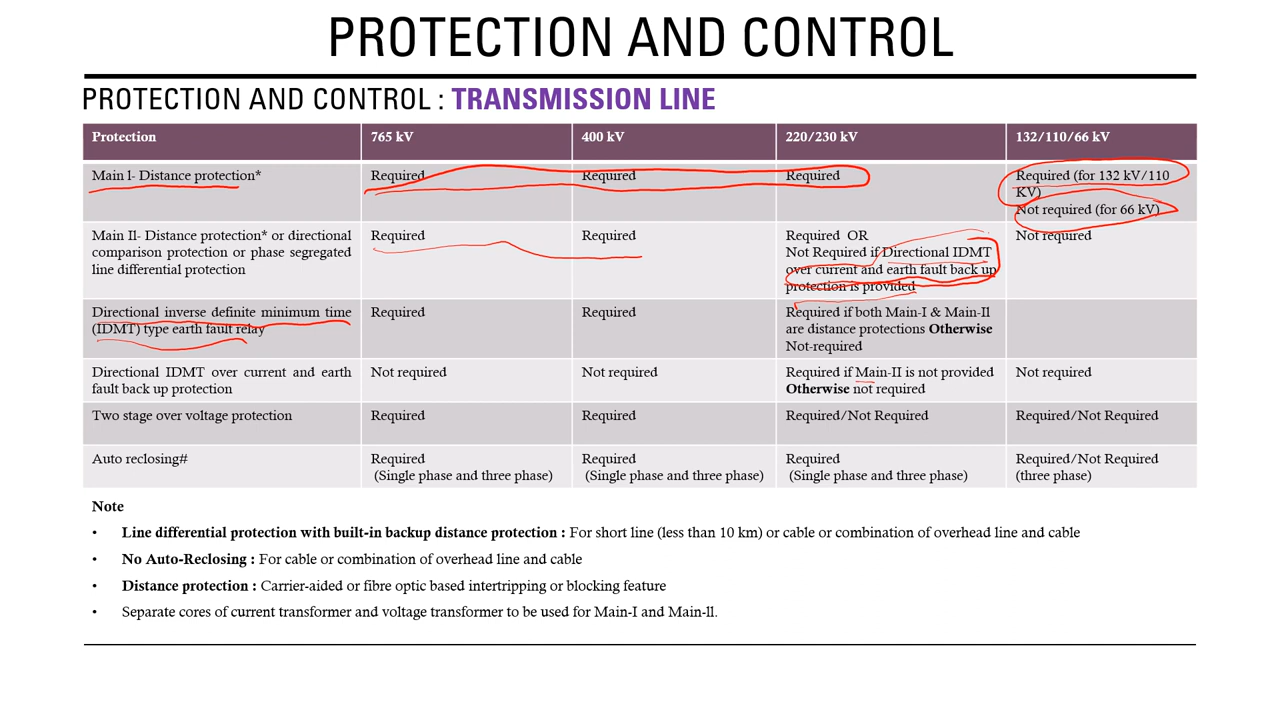 PROTECTION AND CONTROL
PROTECTION AND CONTROL : TRANSMISSION LINE
Protection 765 kV 400 kV 220/230 kV 132/110/66 kV
Main I- Distance protection* Required Required Required Required (for 132 kV/110
KV)
Not required (for 66 kV)
Main II- Distance protection* or directional
comparison protection or phase segregated
line differential protection
Required Required Required OR
Not Required if Directional IDMT
over current and earth fault back up
protection is provided
Not required
Directional inverse definite minimum time
(IDMT) type earth fault relay
Required Required Required if both Main-I & Main-II
are distance protections Otherwise
Not-required
Directional IDMT over current and earth
fault back up protection
Not required Not required Required if Main-II is not provided
Otherwise not required
Not required
Two stage over voltage protection Required Required Required/Not Required Required/Not Required
Auto reclosing# Required
(Single phase and three phase)
Required
(Single phase and three phase)
Required
(Single phase and three phase)
Required/Not Required
(three phase)
Note
• Line differential protection with built-in backup distance protection : For short line (less than 10 km) or cable or combination of overhead line and cable
• No Auto-Reclosing : For cable or combination of overhead line and cable
• Distance protection : Carrier-aided or fibre optic based intertripping or blocking feature
• Separate cores of current transformer and voltage transformer to be used for Main-I and Main-ll.